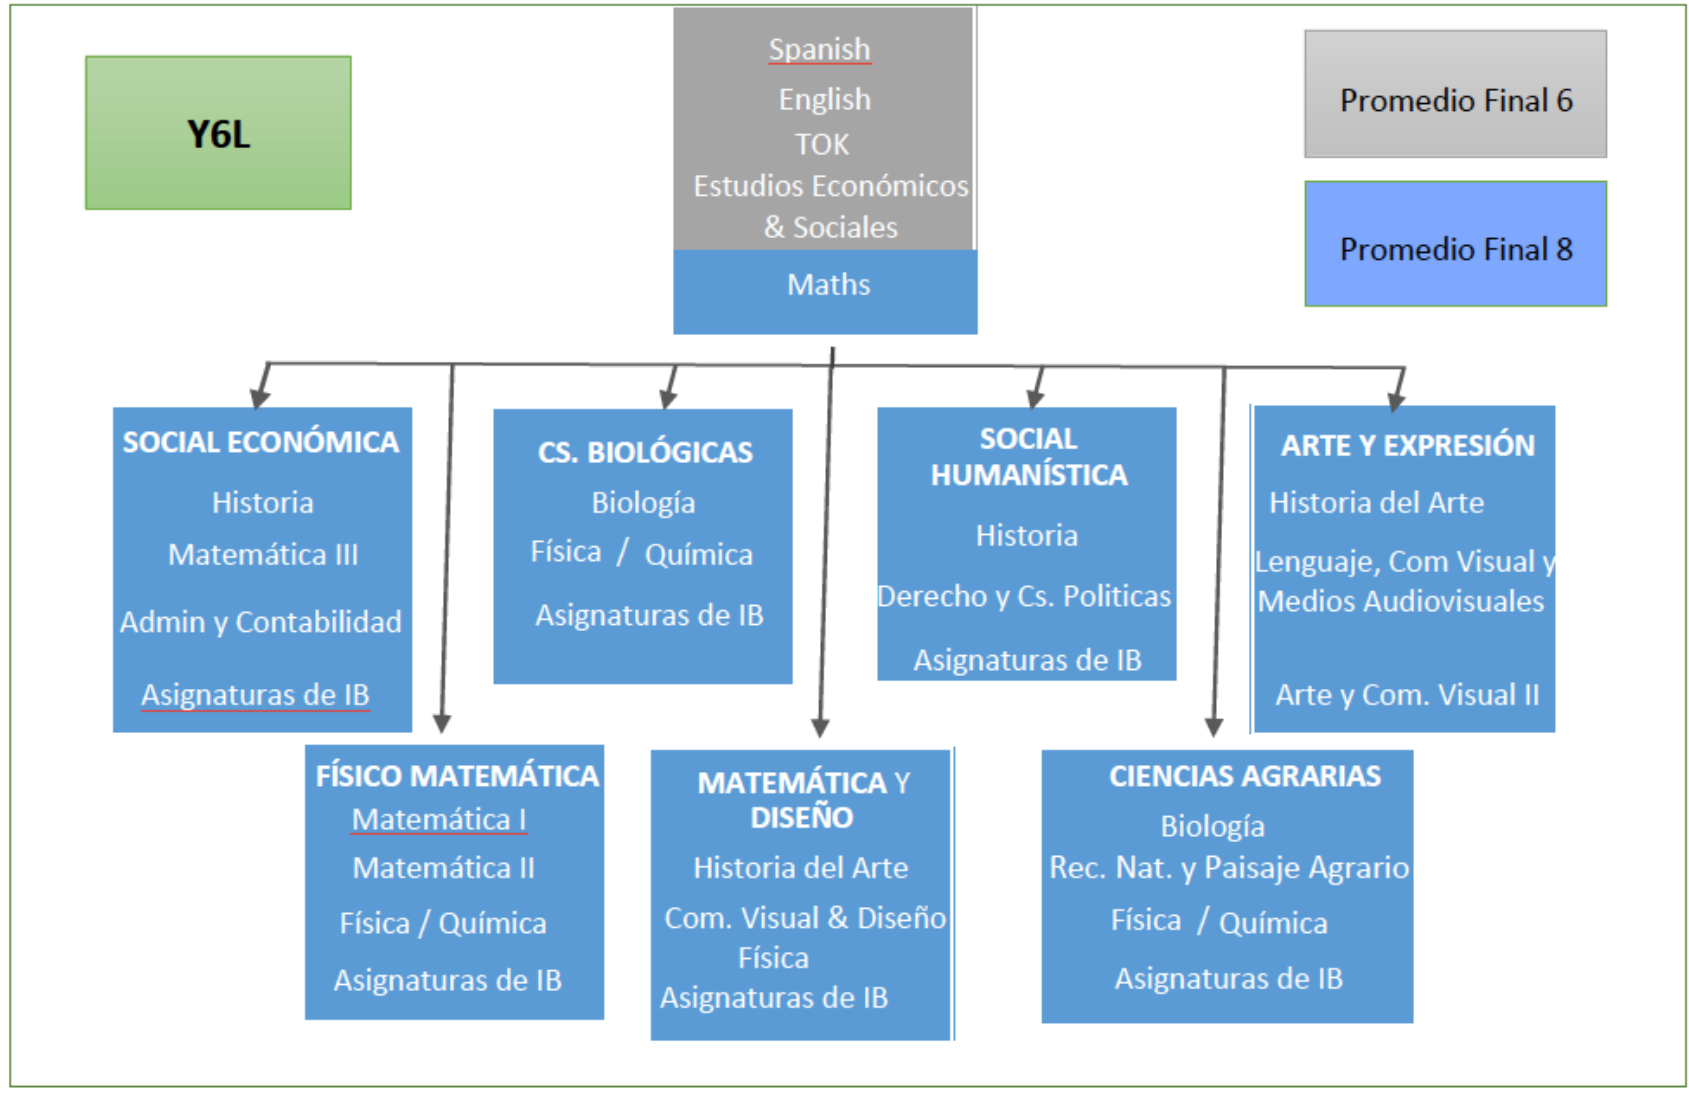 Y6L
Spanish
English
TOK
Estudios Económicos
& Sociales
Maths
Promedio Final 6
Promedio Final 8
SOCIAL ECONÓMICA
Historia
Matemática III
Admin y Contabilidad
Asignaturas de IB
CS. BIOLÓGICAS
Biología
Física / Química
Asignaturas de IB
SOCIAL
HUMANÍSTICA
Historia
Derecho y Cs. Politicas
Asignaturas de IB
ARTE Y EXPRESIÓN
Historia del Arte
Lenguaje, Com Visual y
Medios Audiovisuales
Arte y Com. Visual II
FÍSICO MATEMÁTICA
Matemática I
Matemática II
Física / Química
Asignaturas de IB
MATEMÁTICA Y
DISEÑO
Historia del Arte
Com. Visual & Diseño
Física
Asignaturas de IB
CIENCIAS AGRARIAS
Biología
Rec. Nat. y Paisaje Agrario
Física / Química
Asignaturas de IB